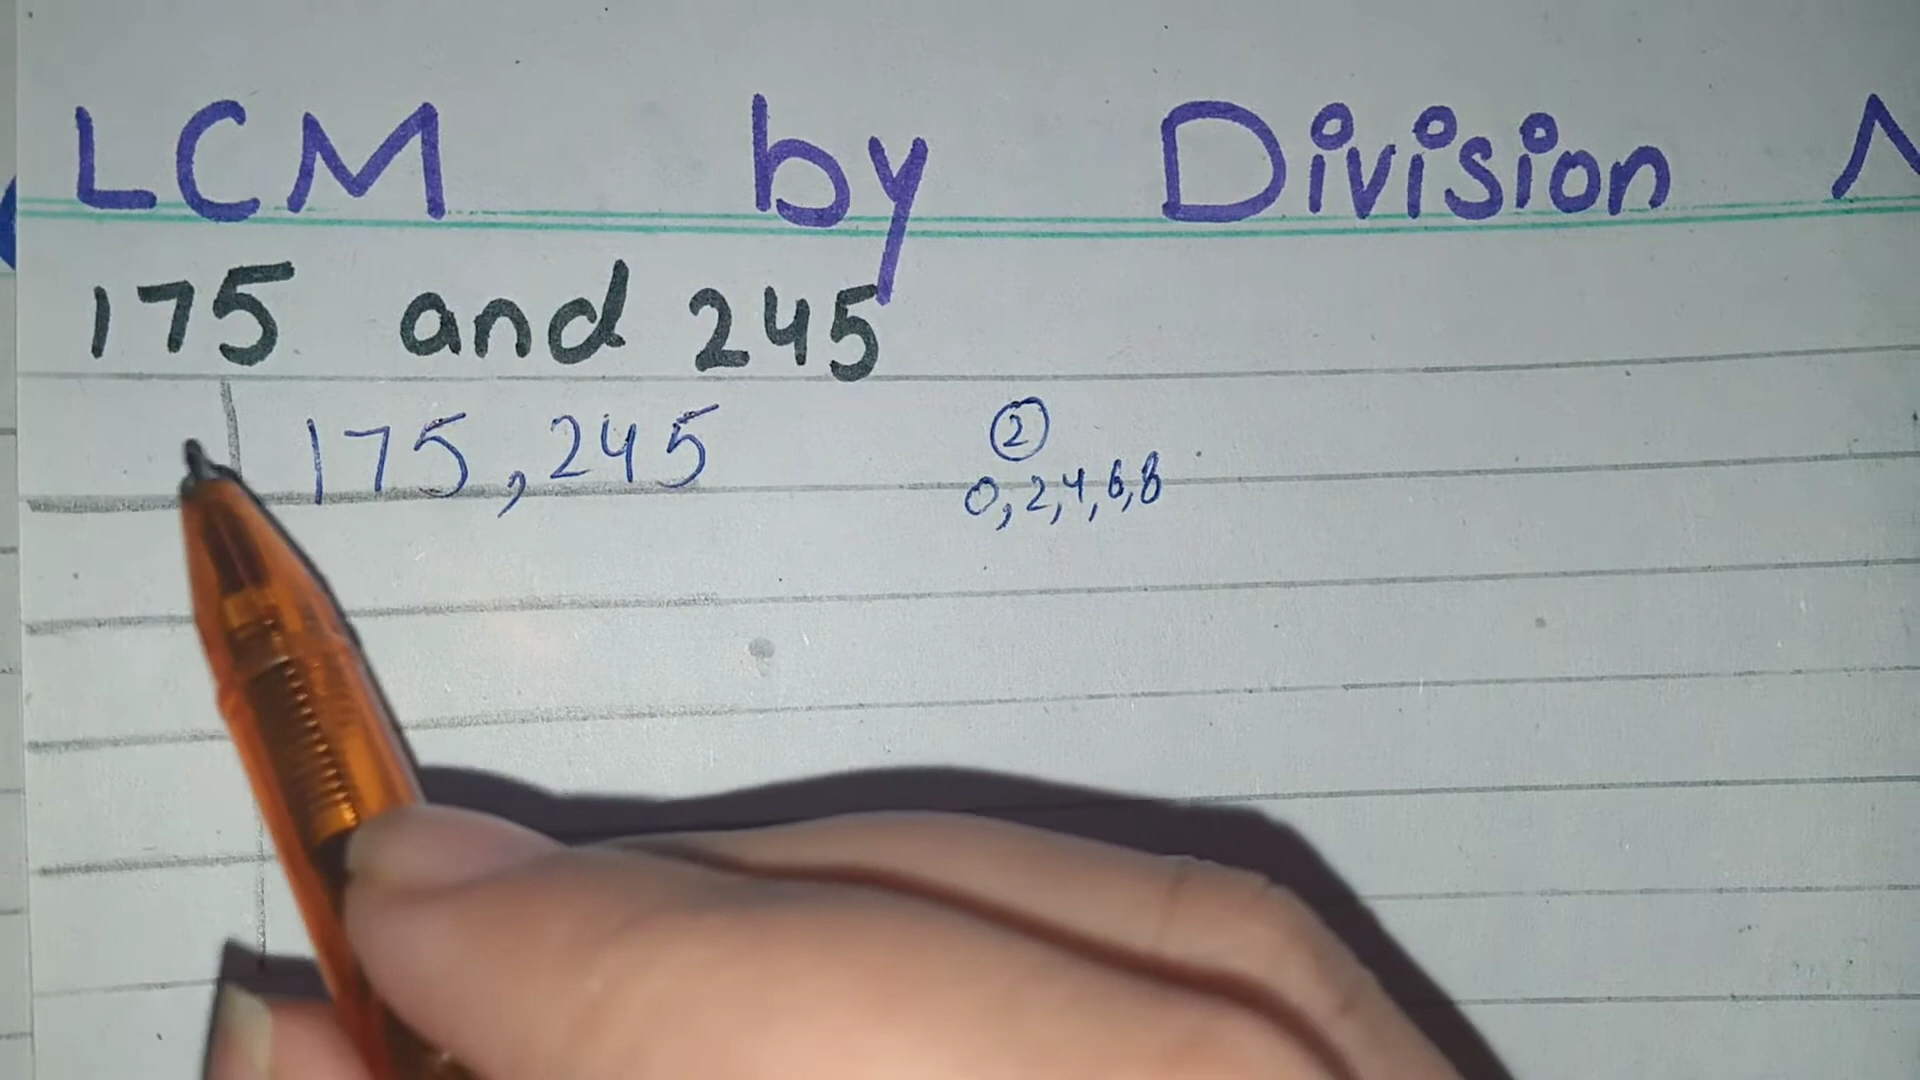 LCM by Division
175 and 245
175, 245
2
0, 2, 4, 6, 8